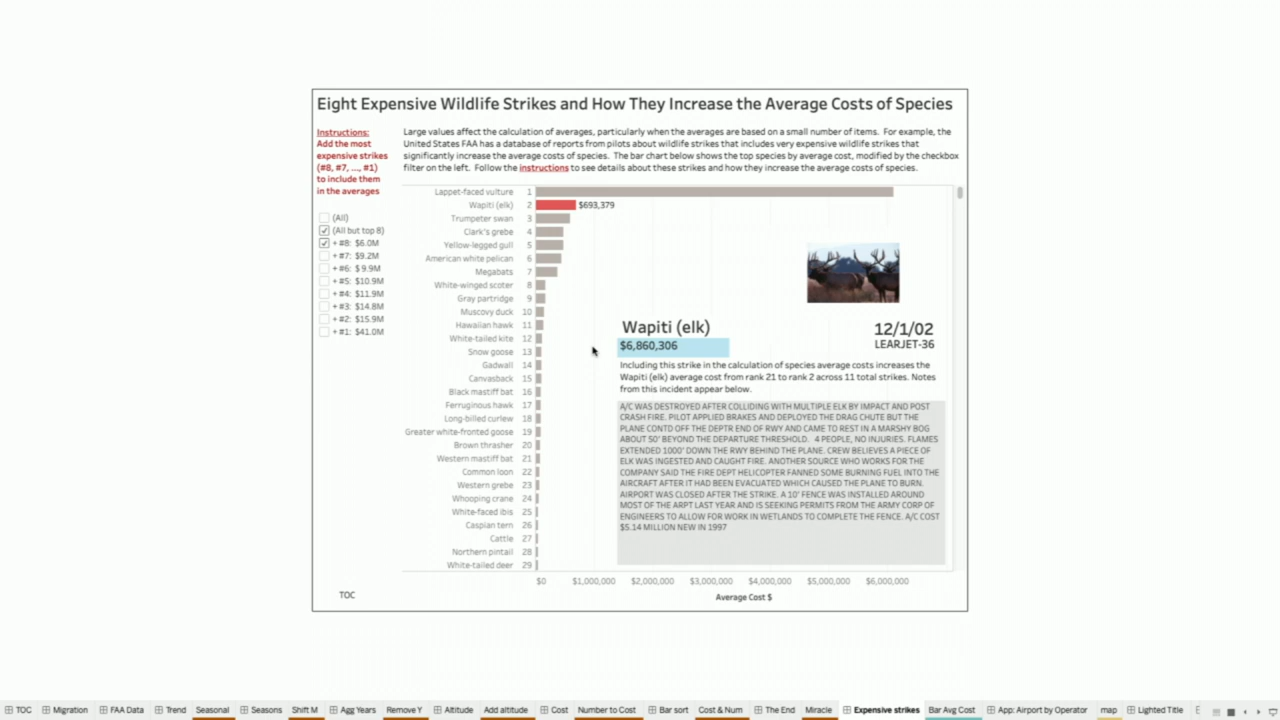 Eight Expensive Wildlife Strikes and How They Increase the Average Costs of Species
Instructions:
Add the most
expensive strikes
(#8, #7, ..., #1)
to include them
in the averages
Large values affect the calculation of averages, particularly when the averages are based on a small number of items. For example, the
United States FAA has a database of reports from pilots about wildlife strikes that includes very expensive wildlife strikes that
significantly increase the average costs of species. The bar chart below shows the top species by average cost, modified by the checkbox
filter on the left. Follow the instructions to see details about these strikes and how they increase the average costs of species.
(All)
(All but top 8)
+ #8: $6.0M
+ #7: $9.2M
+ #6: $9.9M
+ #5: $10.9M
+ #4: $11.9M
+ #3: $14.8M
+ #2: $15.9M
+ #1: $41.0M
Lappet-faced vulture 1
Wapiti (elk) 2 $693,379
Trumpeter swan 3
Clark's grebe 4
Yellow-legged gull 5
American white pelican 6
Megabats 7
White-winged scoter 8
Gray partridge 9
Muscovy duck 10
Hawaiian hawk 11
White-tailed kite 12
Snow goose 13
Gadwall 14
Canvasback 15
Black mastiff bat 16
Ferruginous hawk 17
Long-billed curlew 18
Greater white-fronted goose 19
Brown thrasher 20
Western mastiff bat 21
Common loon 22
Western grebe 23
Whooping crane 24
White-faced ibis 25
Caspian tern 26
Cattle 27
Northern pintail 28
White-tailed deer 29
Wapiti (elk)
$6,860,306
12/1/02
LEARJET-36
Including this strike in the calculation of species average costs increases the
Wapiti (elk) average cost from rank 21 to rank 2 across 11 total strikes. Notes
from this incident appear below.
A/C WAS DESTROYED AFTER COLLIDING WITH MULTIPLE ELK BY IMPACT AND POST
CRASH FIRE. PILOT APPLIED BRAKES AND DEPLOYED THE DRAG CHUTE BUT THE
PLANE CONTD OFF THE DEPTR END OF RWY AND CAME TO REST IN A MARSHY BOG
ABOUT 50' BEYOND THE DEPARTURE THRESHOLD. 4 PEOPLE, NO INJURIES. FLAMES
EXTENDED 1000' DOWN THE RWY BEHIND THE PLANE. CREW BELIEVES A PIECE OF
ELK WAS INGESTED AND CAUGHT FIRE. ANOTHER SOURCE WHO WORKS FOR THE
COMPANY SAID THE FIRE DEPT HELICOPTER FANNED SOME BURNING FUEL INTO THE
AIRCRAFT AFTER IT HAD BEEN EVACUATED WHICH CAUSED THE PLANE TO BURN.
AIRPORT WAS CLOSED AFTER THE STRIKE. A 10' FENCE WAS INSTALLED AROUND
MOST OF THE ARPT LAST YEAR AND IS SEEKING PERMITS FROM THE ARMY CORP OF
ENGINEERS TO ALLOW FOR WORK IN WETLANDS TO COMPLETE THE FENCE. A/C COST
$5.14 MILLION NEW IN 1997
$0 $1,000,000 $2,000,000 $3,000,000 $4,000,000 $5,000,000 $6,000,000
Average Cost $
TOC
TOC Migration FAA Data Trend Seasonal Seasons Shift M Agg Years Remove Y Altitude Add altitude Cost Number to Cost Bar sort Cost & Num The End Miracle Expensive strikes Bar Avg Cost App: Airport by Operator map Lighted Title